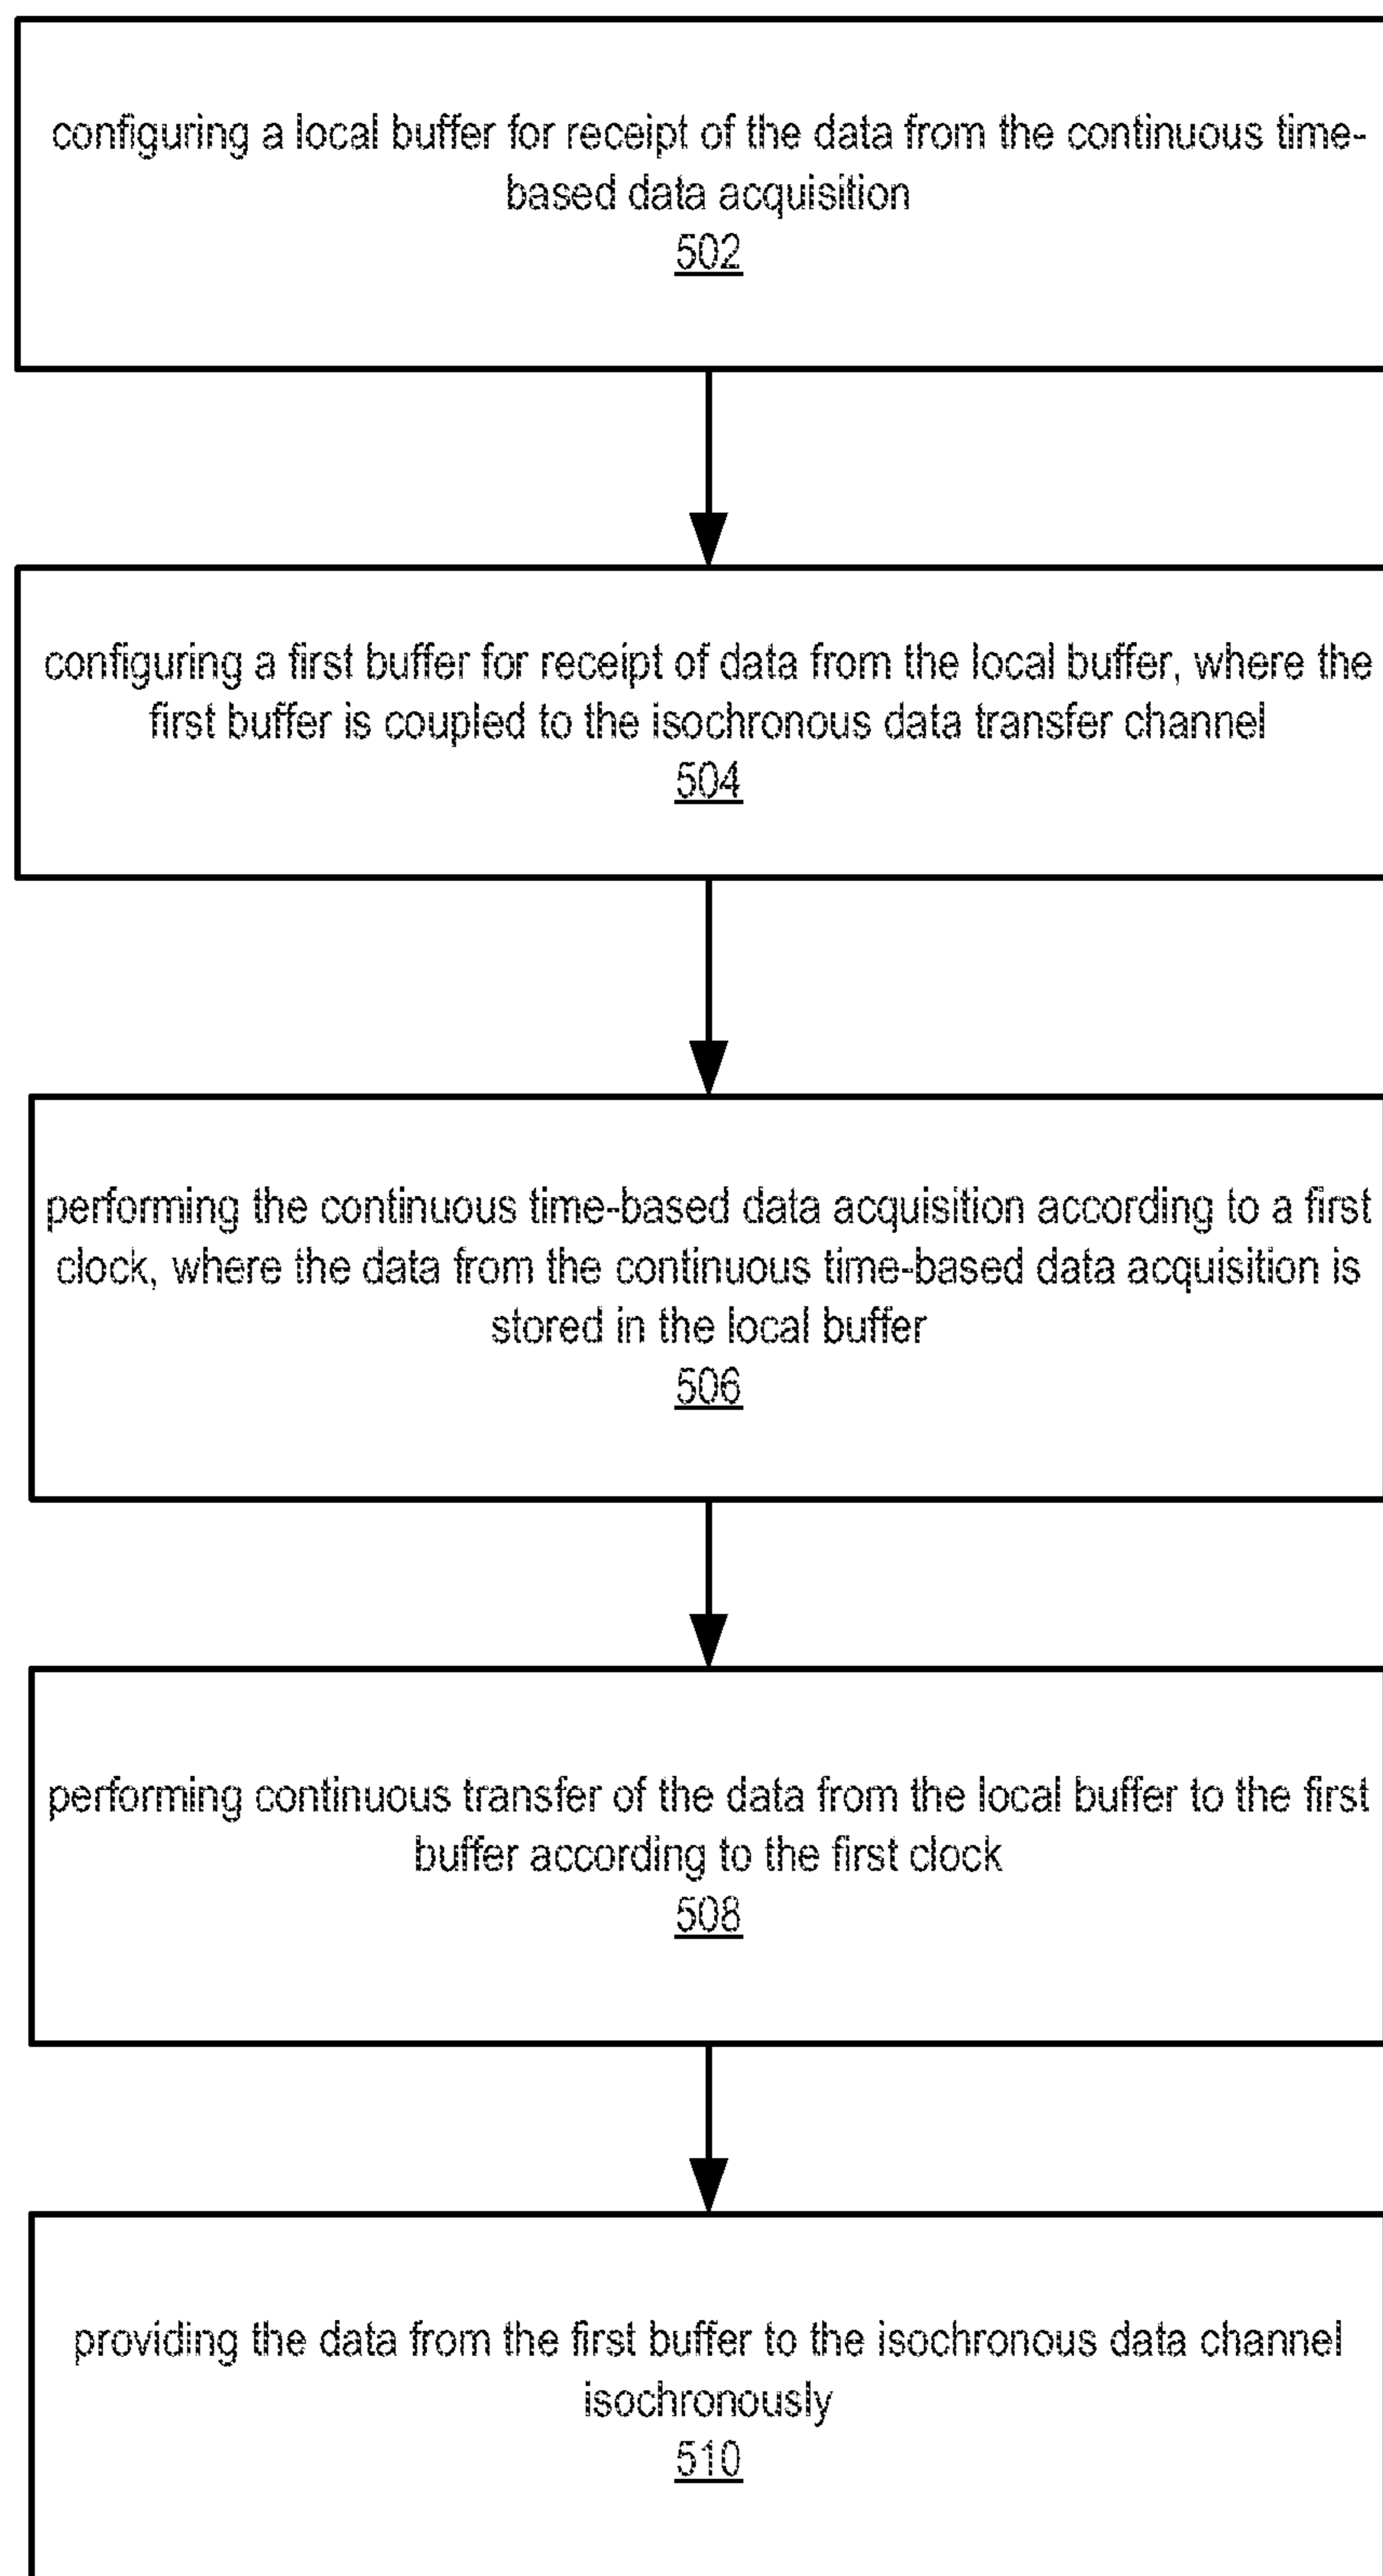 configuring a local buffer for receipt of the data from the continuous time-
based data acquisition
502
configuring a first buffer for receipt of data from the local buffer, where the
first buffer is coupled to the isochronous data transfer channel
504
performing the continuous time-based data acquisition according to a first
clock, where the data from the continuous time-based data acquisition is
stored in the local buffer
506
performing continuous transfer of the data from the local buffer to the first
buffer according to the first clock
508
providing the data from the first buffer to the isochronous data channel
isochronously
510